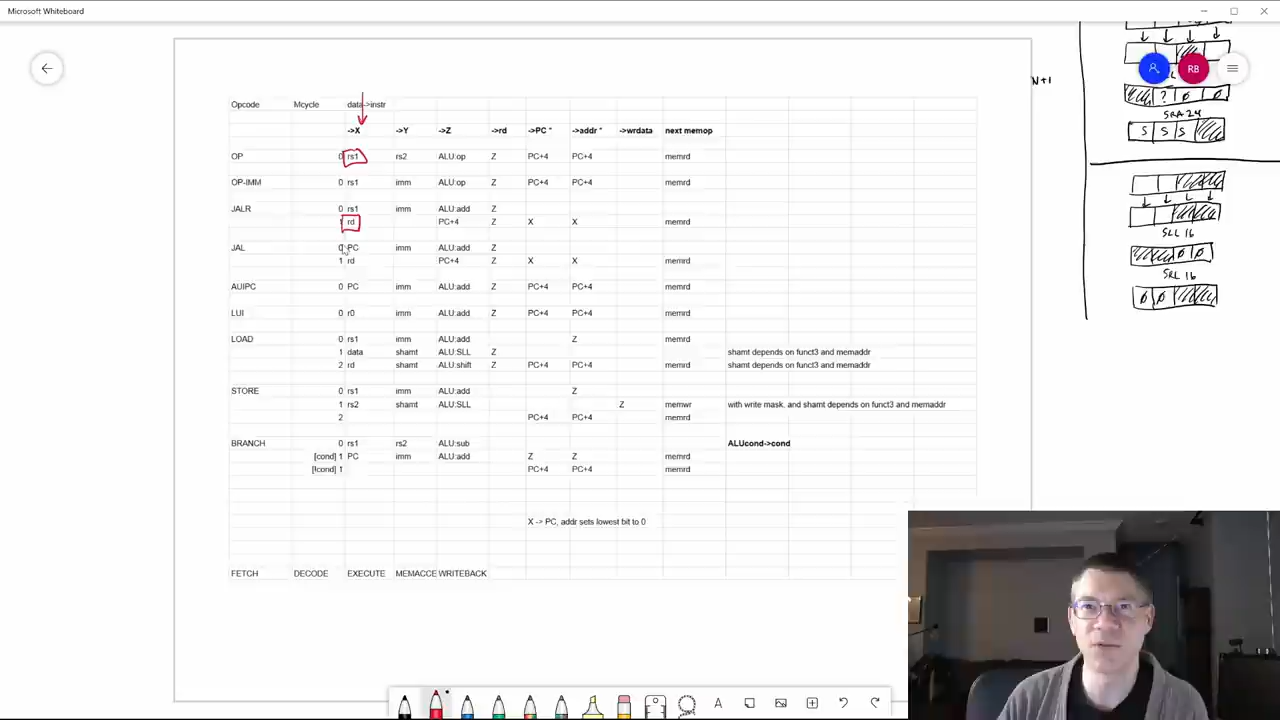 Microsoft Whiteboard
RB
N+1
? 0 0
SRA 24
S S S
SLL 16
0 0
SRL 16
0 0
Opcode Mcycle data->instr
->X ->Y ->Z ->rd ->PC * ->addr * ->wrdata next memop
OP 0 rs1 rs2 ALU:op Z PC+4 PC+4 memrd
OP-IMM 0 rs1 imm ALU:op Z PC+4 PC+4 memrd
JALR 0 rs1 imm ALU:add Z
1 rd PC+4 Z X X memrd
JAL 0 PC imm ALU:add Z
1 rd PC+4 Z X X memrd
AUIPC 0 PC imm ALU:add Z PC+4 PC+4 memrd
LUI 0 r0 imm ALU:add Z PC+4 PC+4 memrd
LOAD 0 rs1 imm ALU:add Z memrd
1 data shamt ALU:SLL Z shamt depends on funct3 and memaddr
2 rd shamt ALU:shift Z PC+4 PC+4 memrd shamt depends on funct3 and memaddr
STORE 0 rs1 imm ALU:add Z
1 rs2 shamt ALU:SLL Z memwr with write mask, and shamt depends on funct3 and memaddr
2 PC+4 PC+4 memrd
BRANCH 0 rs1 rs2 ALU:sub ALUcond->cond
[cond] 1 PC imm ALU:add Z Z memrd
[!cond] 1 PC+4 PC+4 memrd
X -> PC, addr sets lowest bit to 0
FETCH DECODE EXECUTE MEMACCE WRITEBACK